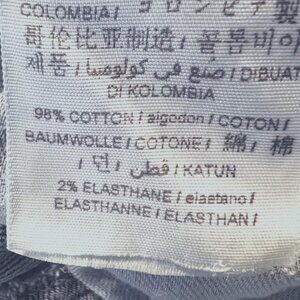 COLOMBIA / コロンビア製
哥伦比亚制造 / 콜롬비아
제품 / صنع في كولومبيا / DIBUAT
DI KOLOMBIA
98% COTTON / algodon / COTON /
BAUMWOLLE / COTONE / 綿 / 棉
/ 면 / قطن / KATUN
2% ELASTHANE / elaetano /
ELASTHANNE / ELASTHAN /